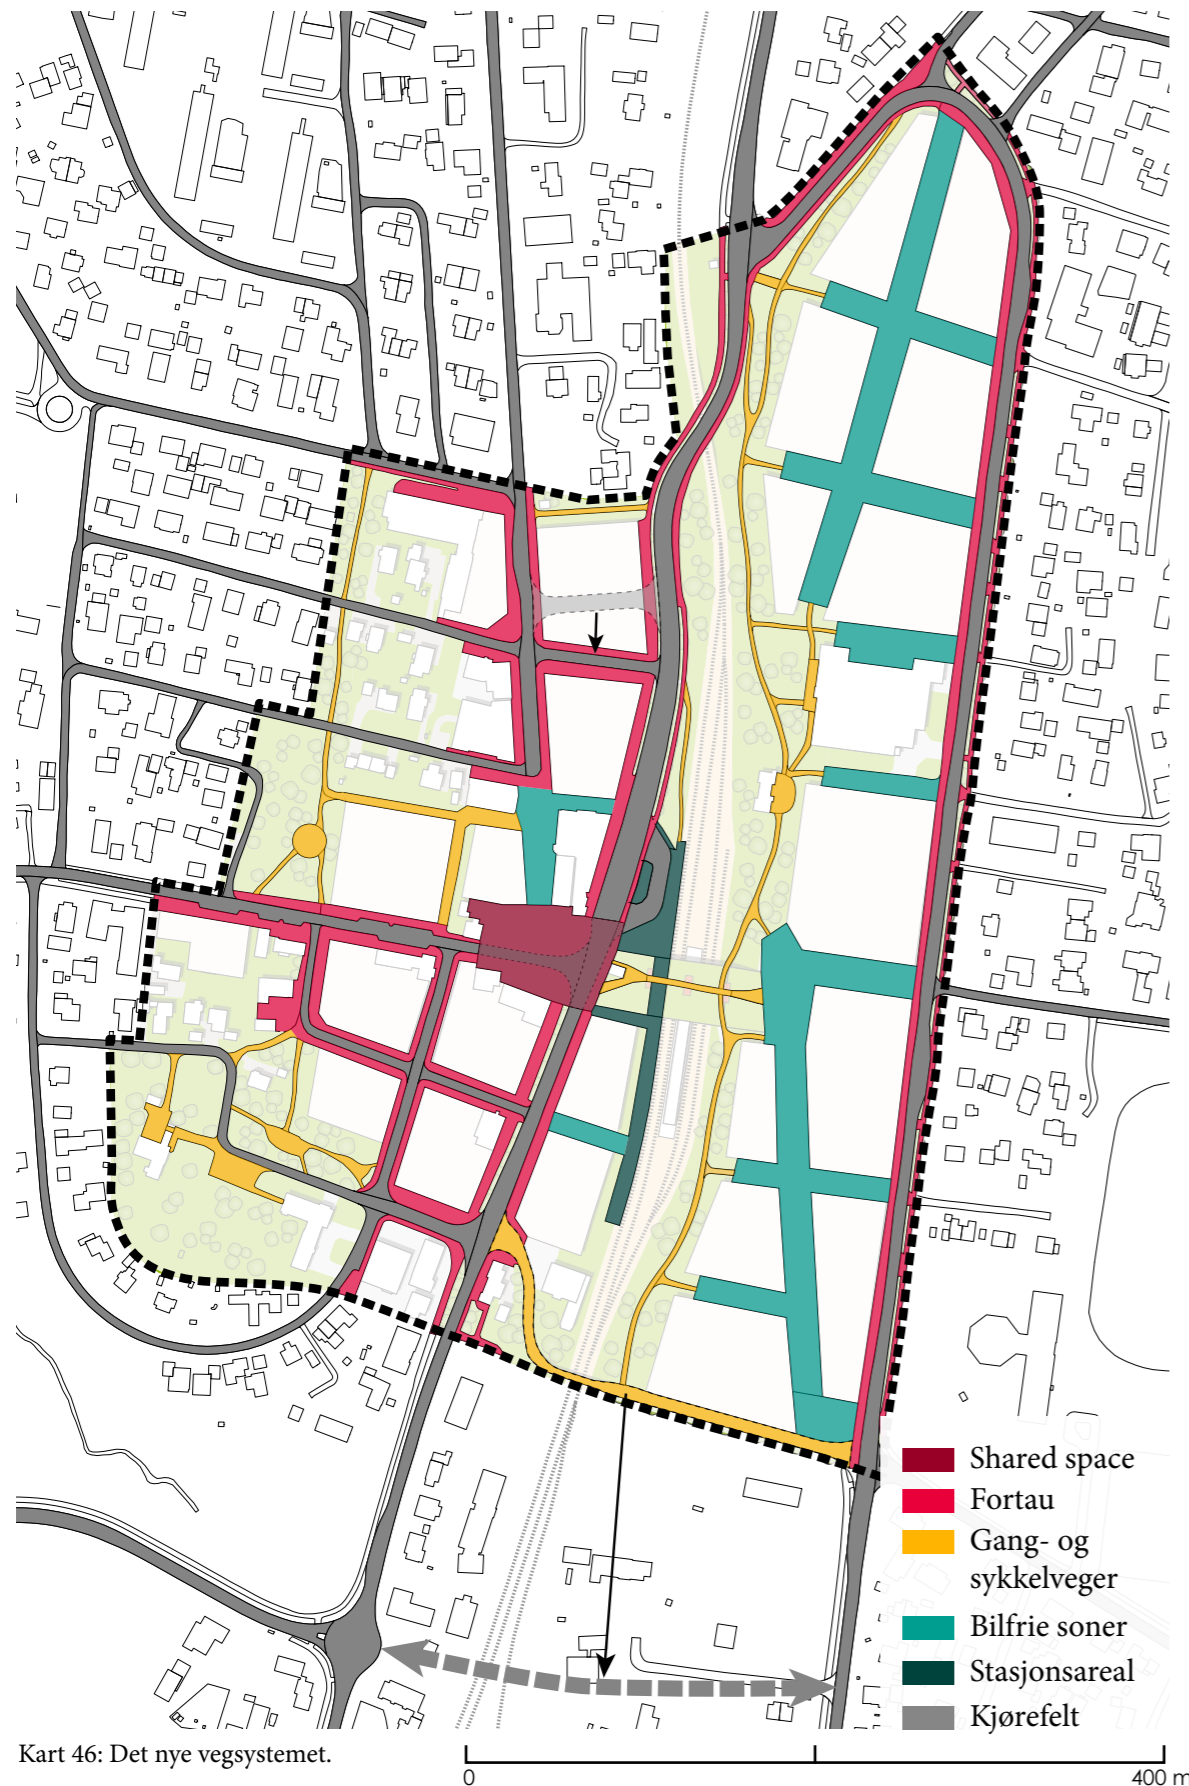 Shared space
Fortau
Gang- og
sykkelveger
Bilfrie soner
Stasjonsareal
Kjørefelt
Kart 46: Det nye vegsystemet.
0
400 m